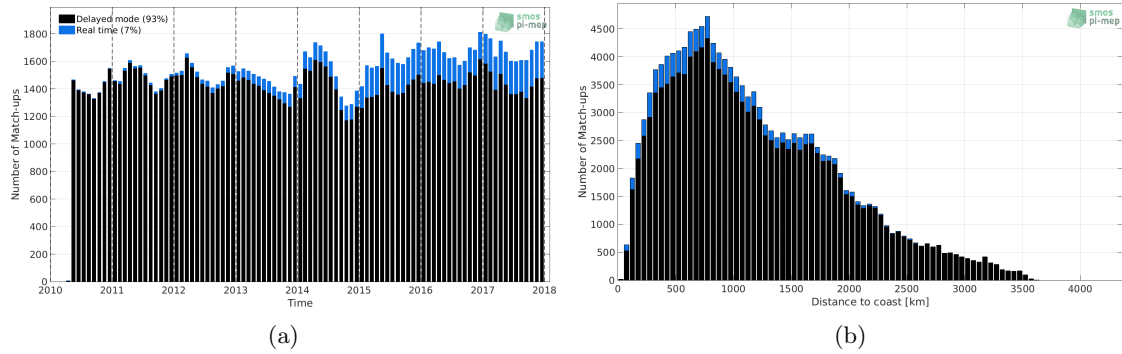 Delayed mode (93%)
Real time (7%)
smos
pi-mep
1800
1600
1400
1200
1000
800
600
400
200
0
Number of Match-ups
2010 2011 2012 2013 2014 2015 2016 2017 2018
Time
(a)
smos
pi-mep
4500
4000
3500
3000
2500
2000
1500
1000
500
0
Number of Match-ups
0 500 1000 1500 2000 2500 3000 3500 4000
Distance to coast [km]
(b)